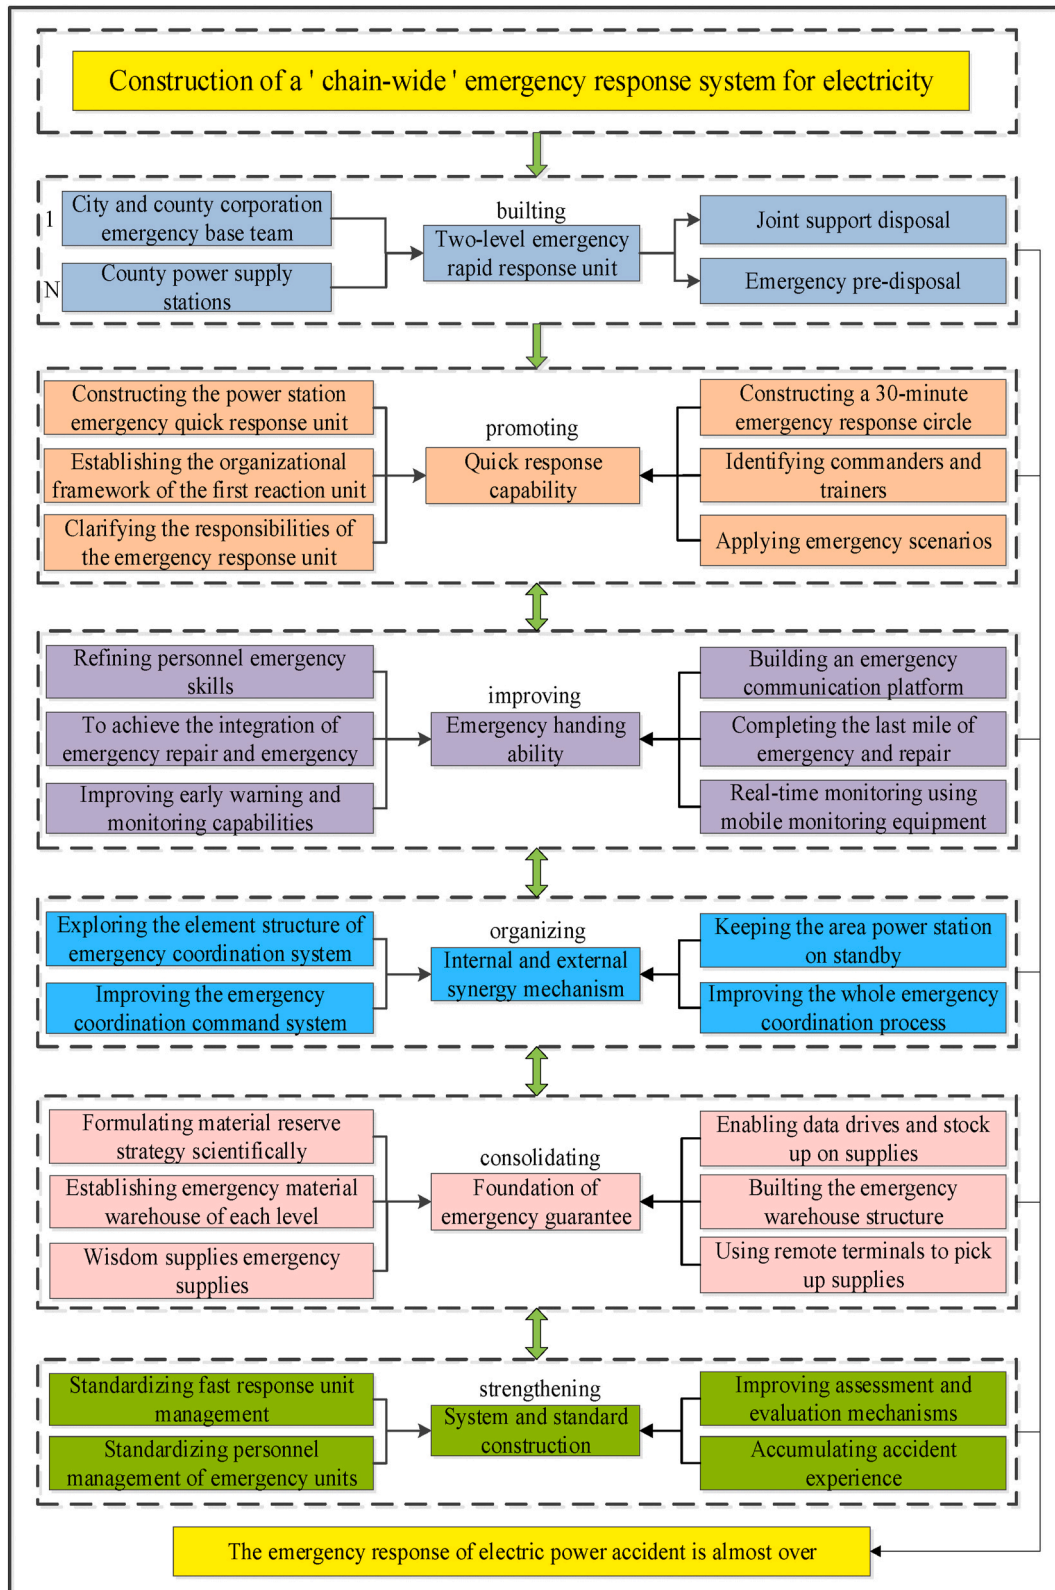 Construction of a ' chain-wide ' emergency response system for electricity
1
City and county corporation
emergency base team
N
County power supply
stations
builting
Two-level emergency
rapid response unit
Joint support disposal
Emergency pre-disposal
Constructing the power station
emergency quick response unit
Establishing the organizational
framework of the first reaction unit
Clarifying the responsibilities of
the emergency response unit
promoting
Quick response
capability
Constructing a 30-minute
emergency response circle
Identifying commanders and
trainers
Applying emergency scenarios
Refining personnel emergency
skills
To achieve the integration of
emergency repair and emergency
Improving early warning and
monitoring capabilities
improving
Emergency handing
ability
Building an emergency
communication platform
Completing the last mile of
emergency and repair
Real-time monitoring using
mobile monitoring equipment
Exploring the element structure of
emergency coordination system
Improving the emergency
coordination command system
organizing
Internal and external
synergy mechanism
Keeping the area power station
on standby
Improving the whole emergency
coordination process
Formulating material reserve
strategy scientifically
Establishing emergency material
warehouse of each level
Wisdom supplies emergency
supplies
consolidating
Foundation of
emergency guarantee
Enabling data drives and stock
up on supplies
Builting the emergency
warehouse structure
Using remote terminals to pick
up supplies
Standardizing fast response unit
management
Standardizing personnel
management of emergency units
strengthening
System and standard
construction
Improving assessment and
evaluation mechanisms
Accumulating accident
experience
The emergency response of electric power accident is almost over